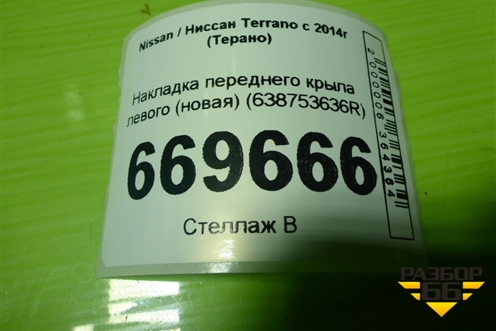 Nissan / Ниссан Terrano с 2014г
(Терано)
Накладка переднего крыла
левого (новая) (638753636R)
669666
Стеллаж В
2000006364364
РАЗБОР
66